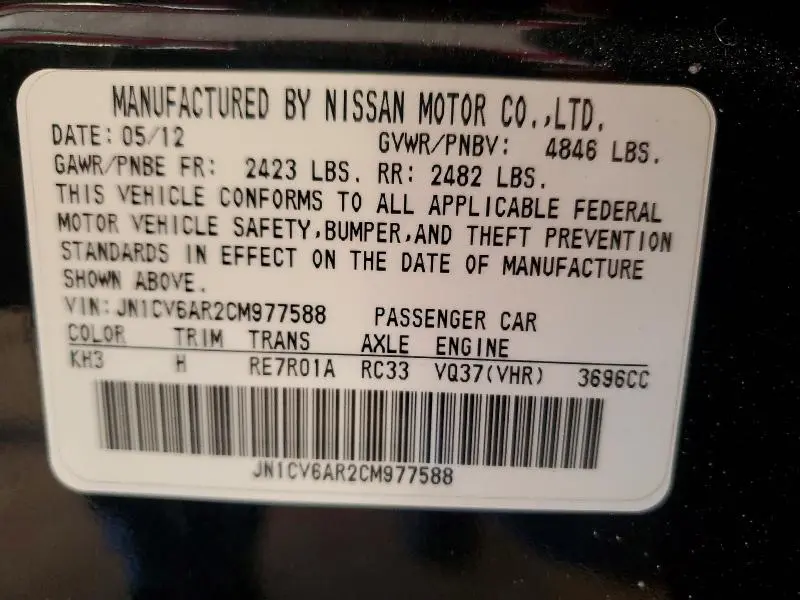 MANUFACTURED BY NISSAN MOTOR CO.,LTD.
DATE: 05/12 GVWR/PNBV: 4846 LBS.
GAWR/PNBE FR: 2423 LBS. RR: 2482 LBS.
THIS VEHICLE CONFORMS TO ALL APPLICABLE FEDERAL
MOTOR VEHICLE SAFETY,BUMPER,AND THEFT PREVENTION
STANDARDS IN EFFECT ON THE DATE OF MANUFACTURE
SHOWN ABOVE.
VIN: JN1CV6AR2CM977588 PASSENGER CAR
COLOR TRIM TRANS AXLE ENGINE
KH3 H RE7R01A RC33 VQ37(VHR) 3696CC
JN1CV6AR2CM977588